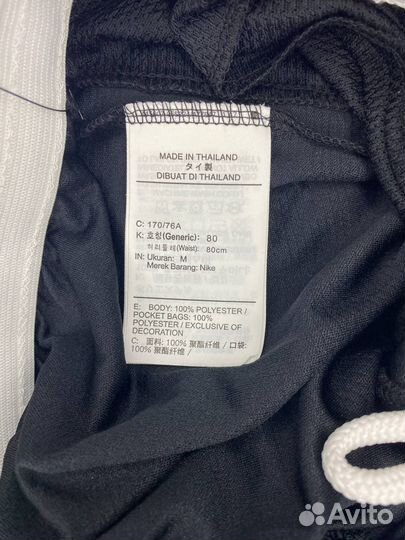 MADE IN THAILAND
タイ製
DIBUAT DI THAILAND
C: 170/76A
K: 호칭(Generic): 80
허리둘레(Waist): 80cm
IN: Ukuran: M
Merek Barang: Nike
E: BODY: 100% POLYESTER/
POCKET BAGS: 100%
POLYESTER/ EXCLUSIVE OF
DECORATION
C: 面料: 100% 聚酯纤维 / 口袋:
100% 聚酯纤维/
Avito